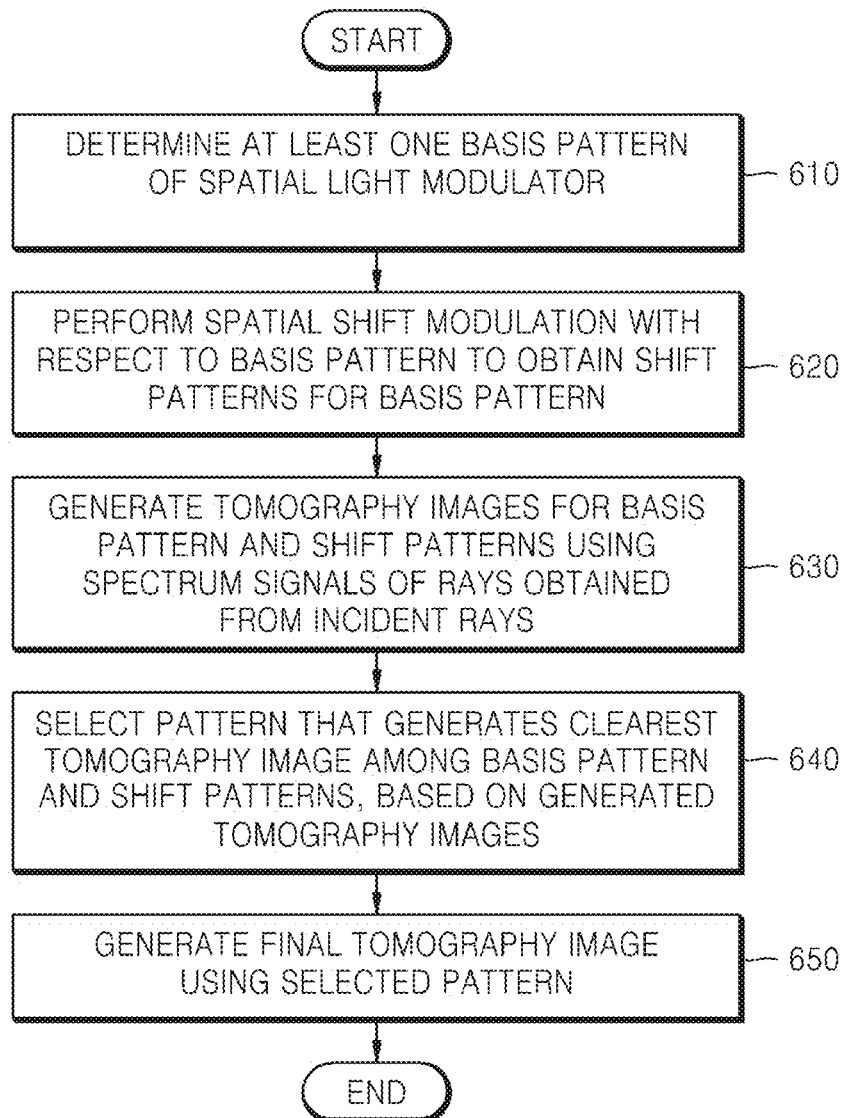 START
DETERMINE AT LEAST ONE BASIS PATTERN
OF SPATIAL LIGHT MODULATOR
610
PERFORM SPATIAL SHIFT MODULATION WITH
RESPECT TO BASIS PATTERN TO OBTAIN SHIFT
PATTERNS FOR BASIS PATTERN
620
GENERATE TOMOGRAPHY IMAGES FOR BASIS
PATTERN AND SHIFT PATTERNS USING
SPECTRUM SIGNALS OF RAYS OBTAINED
FROM INCIDENT RAYS
630
SELECT PATTERN THAT GENERATES CLEAREST
TOMOGRAPHY IMAGE AMONG BASIS PATTERN
AND SHIFT PATTERNS, BASED ON GENERATED
TOMOGRAPHY IMAGES
640
GENERATE FINAL TOMOGRAPHY IMAGE
USING SELECTED PATTERN
650
END